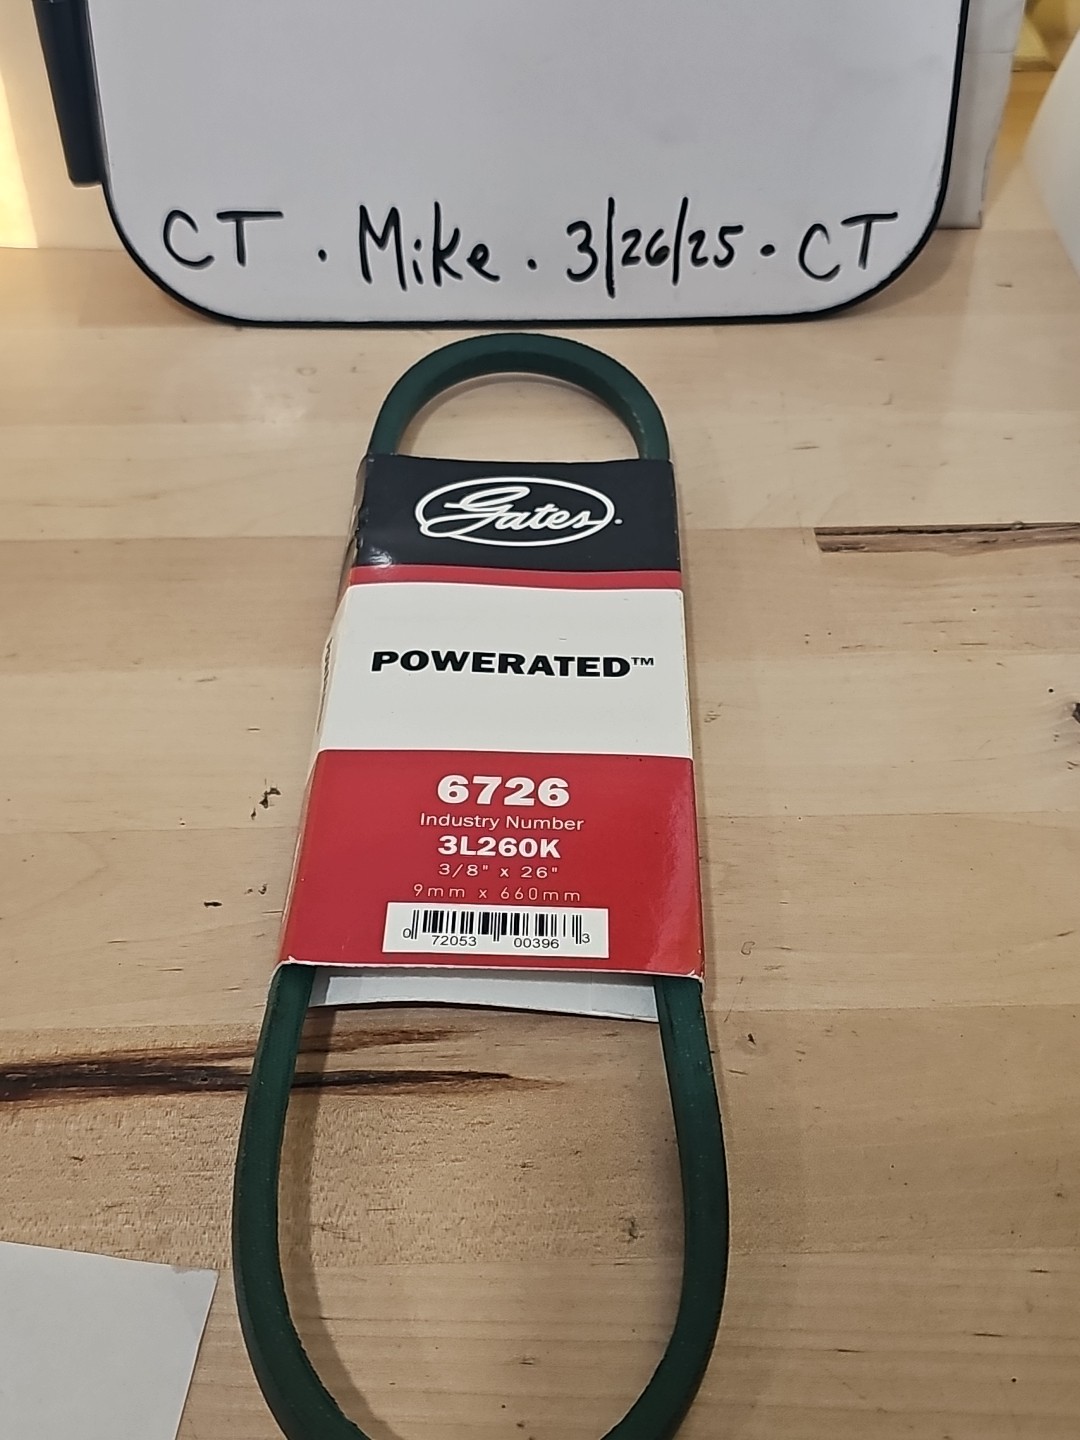 CT . Mike . 3/26/25 . CT
Gates.
POWERATED™
6726
Industry Number
3L260K
3/8" x 26"
9mm x 660mm
0 72053 00396 3